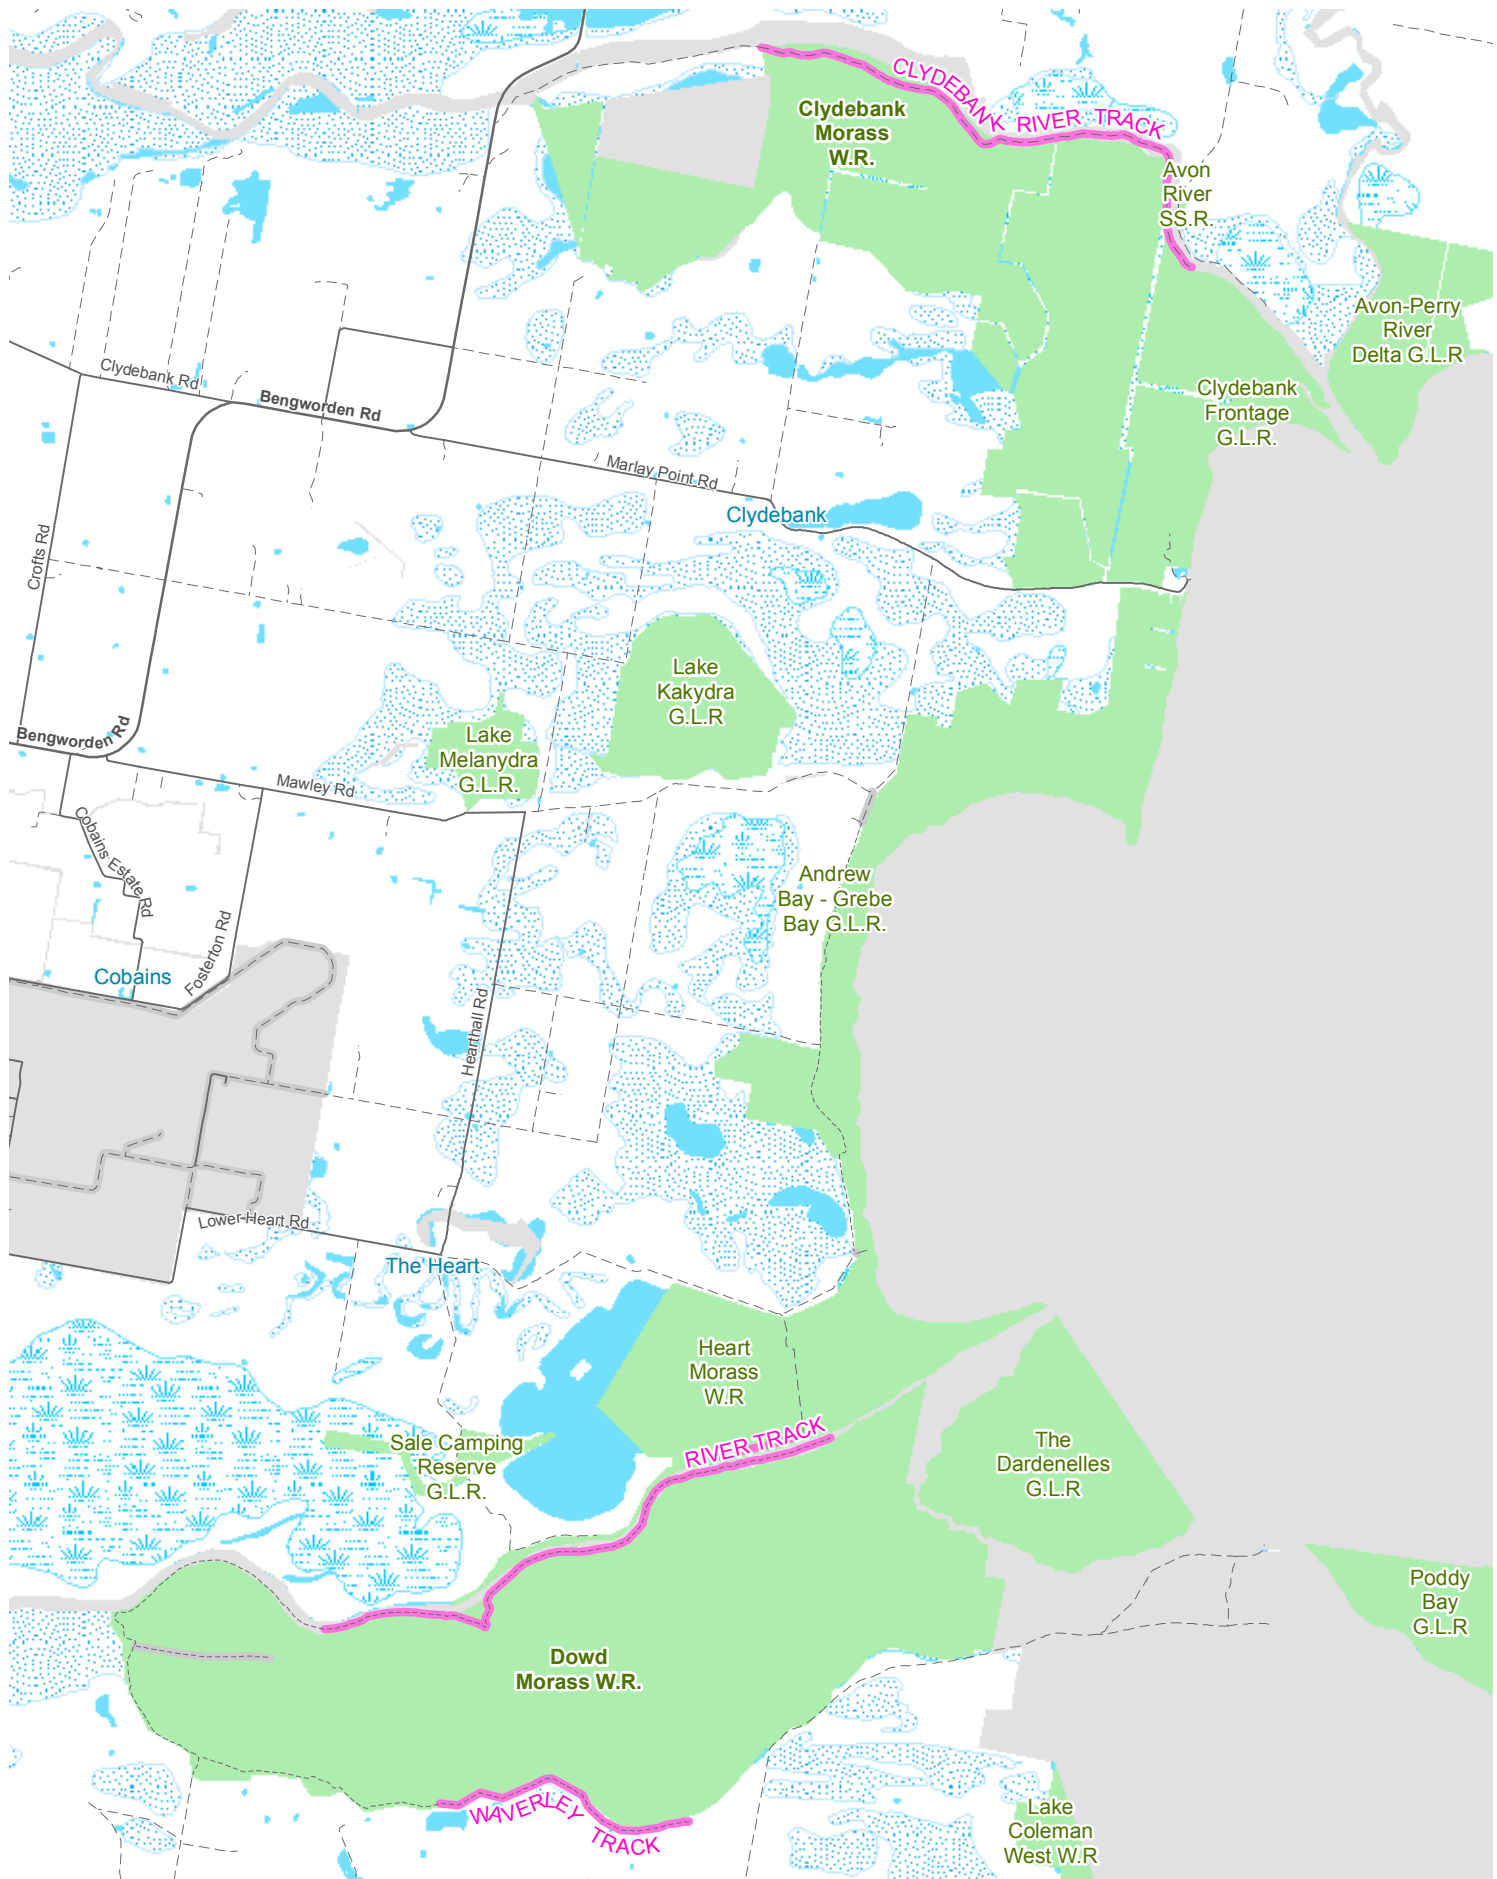 CLYDEBANK RIVER TRACK
Clydebank
Morass
W.R.
Avon
River
SS.R.
Avon-Perry
River
Delta G.L.R
Clydebank Rd
Bengworden Rd
Clydebank
Frontage
G.L.R.
Marlay Point Rd
Clydebank
Crofts Rd
Lake
Kakydra
G.L.R
Bengworden Rd
Lake
Melanydra
G.L.R.
Mawley Rd
Cobains Estate Rd
Andrew
Bay - Grebe
Bay G.L.R.
Fosterton Rd
Cobains
Hearthall Rd
Lower Heart Rd
The Heart
Heart
Morass
W.R
RIVER TRACK
Sale Camping
Reserve
G.L.R.
The
Dardenelles
G.L.R
Poddy
Bay
G.L.R
Dowd
Morass W.R.
WAVERLEY TRACK
Lake
Coleman
West W.R